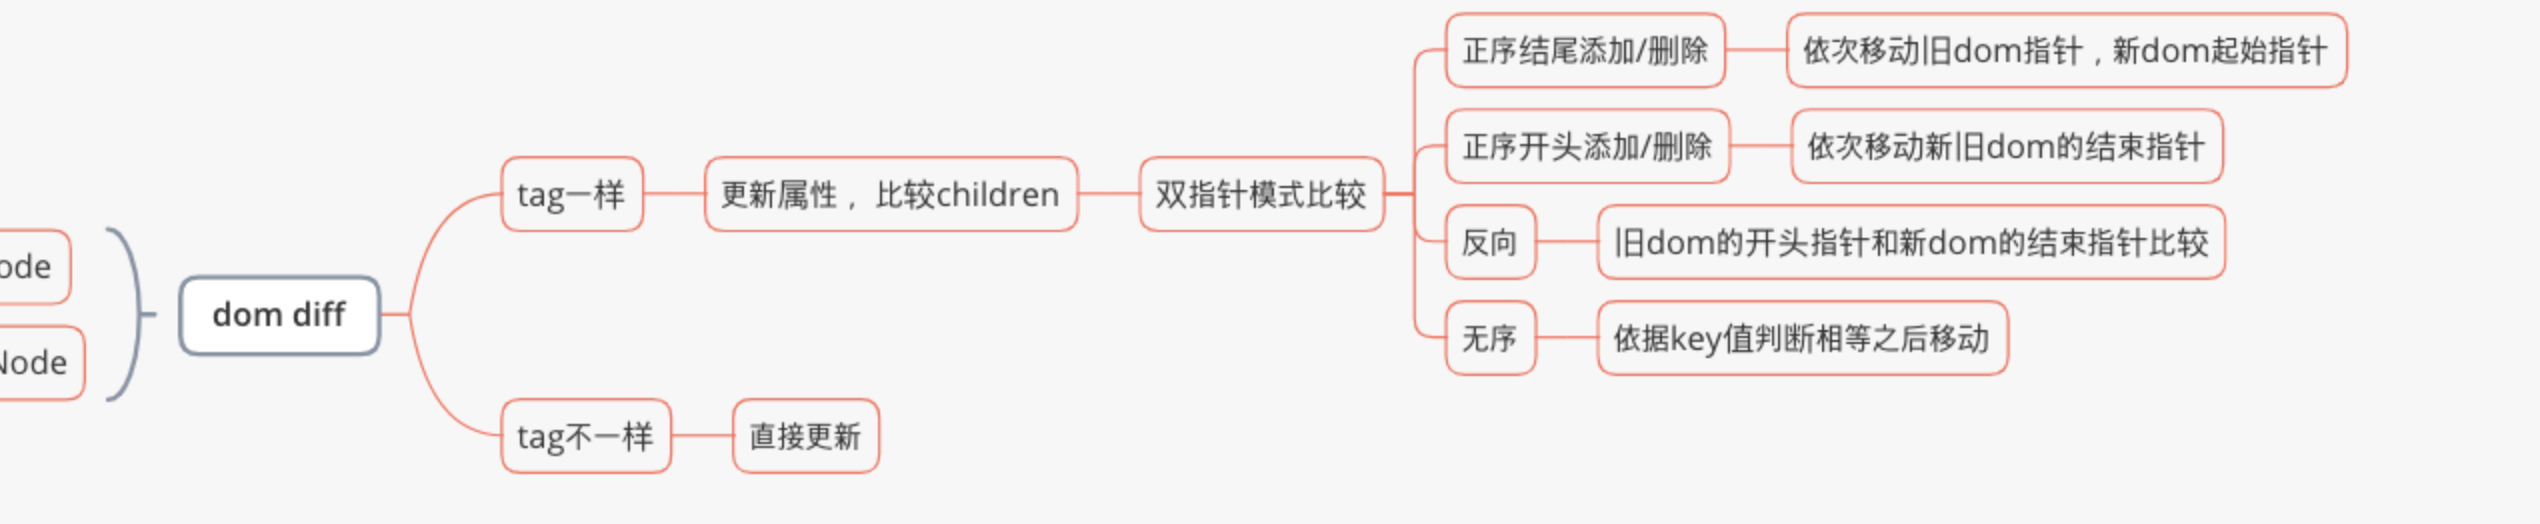 正序结尾添加/删除
依次移动旧dom指针，新dom起始指针
正序开头添加/删除
依次移动新旧dom的结束指针
tag一样
更新属性， 比较children
双指针模式比较
反向
旧dom的开头指针和新dom的结束指针比较
ode
dom diff
无序
依据key值判断相等之后移动
Node
tag不一样
直接更新